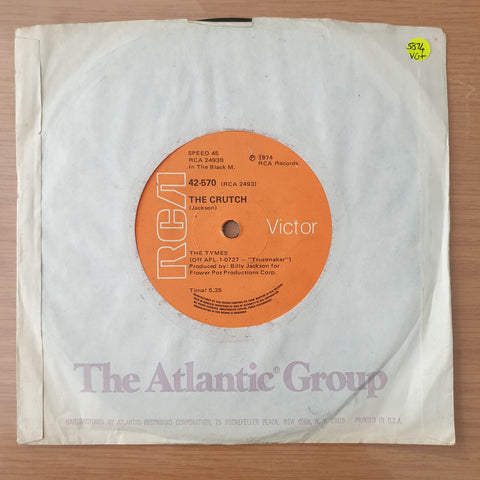 5874
VG+
SPEED 45
RCA 2493B
In The Black M.
℗ 1974
RCA Records
42-570 (RCA 2493)
THE CRUTCH
(Jackson)
RCA
Victor
THE TYMES
(Off APL-1-0727 — "Trustmaker")
Produced by: Billy Jackson for
Flower Pot Productions Corp.
Time: 5.35
The Atlantic® Group
MANUFACTURED BY ATLANTIC RECORDING CORPORATION, 75 ROCKEFELLER PLAZA, NEW YORK, N. Y. 10019 PRINTED IN U.S.A.